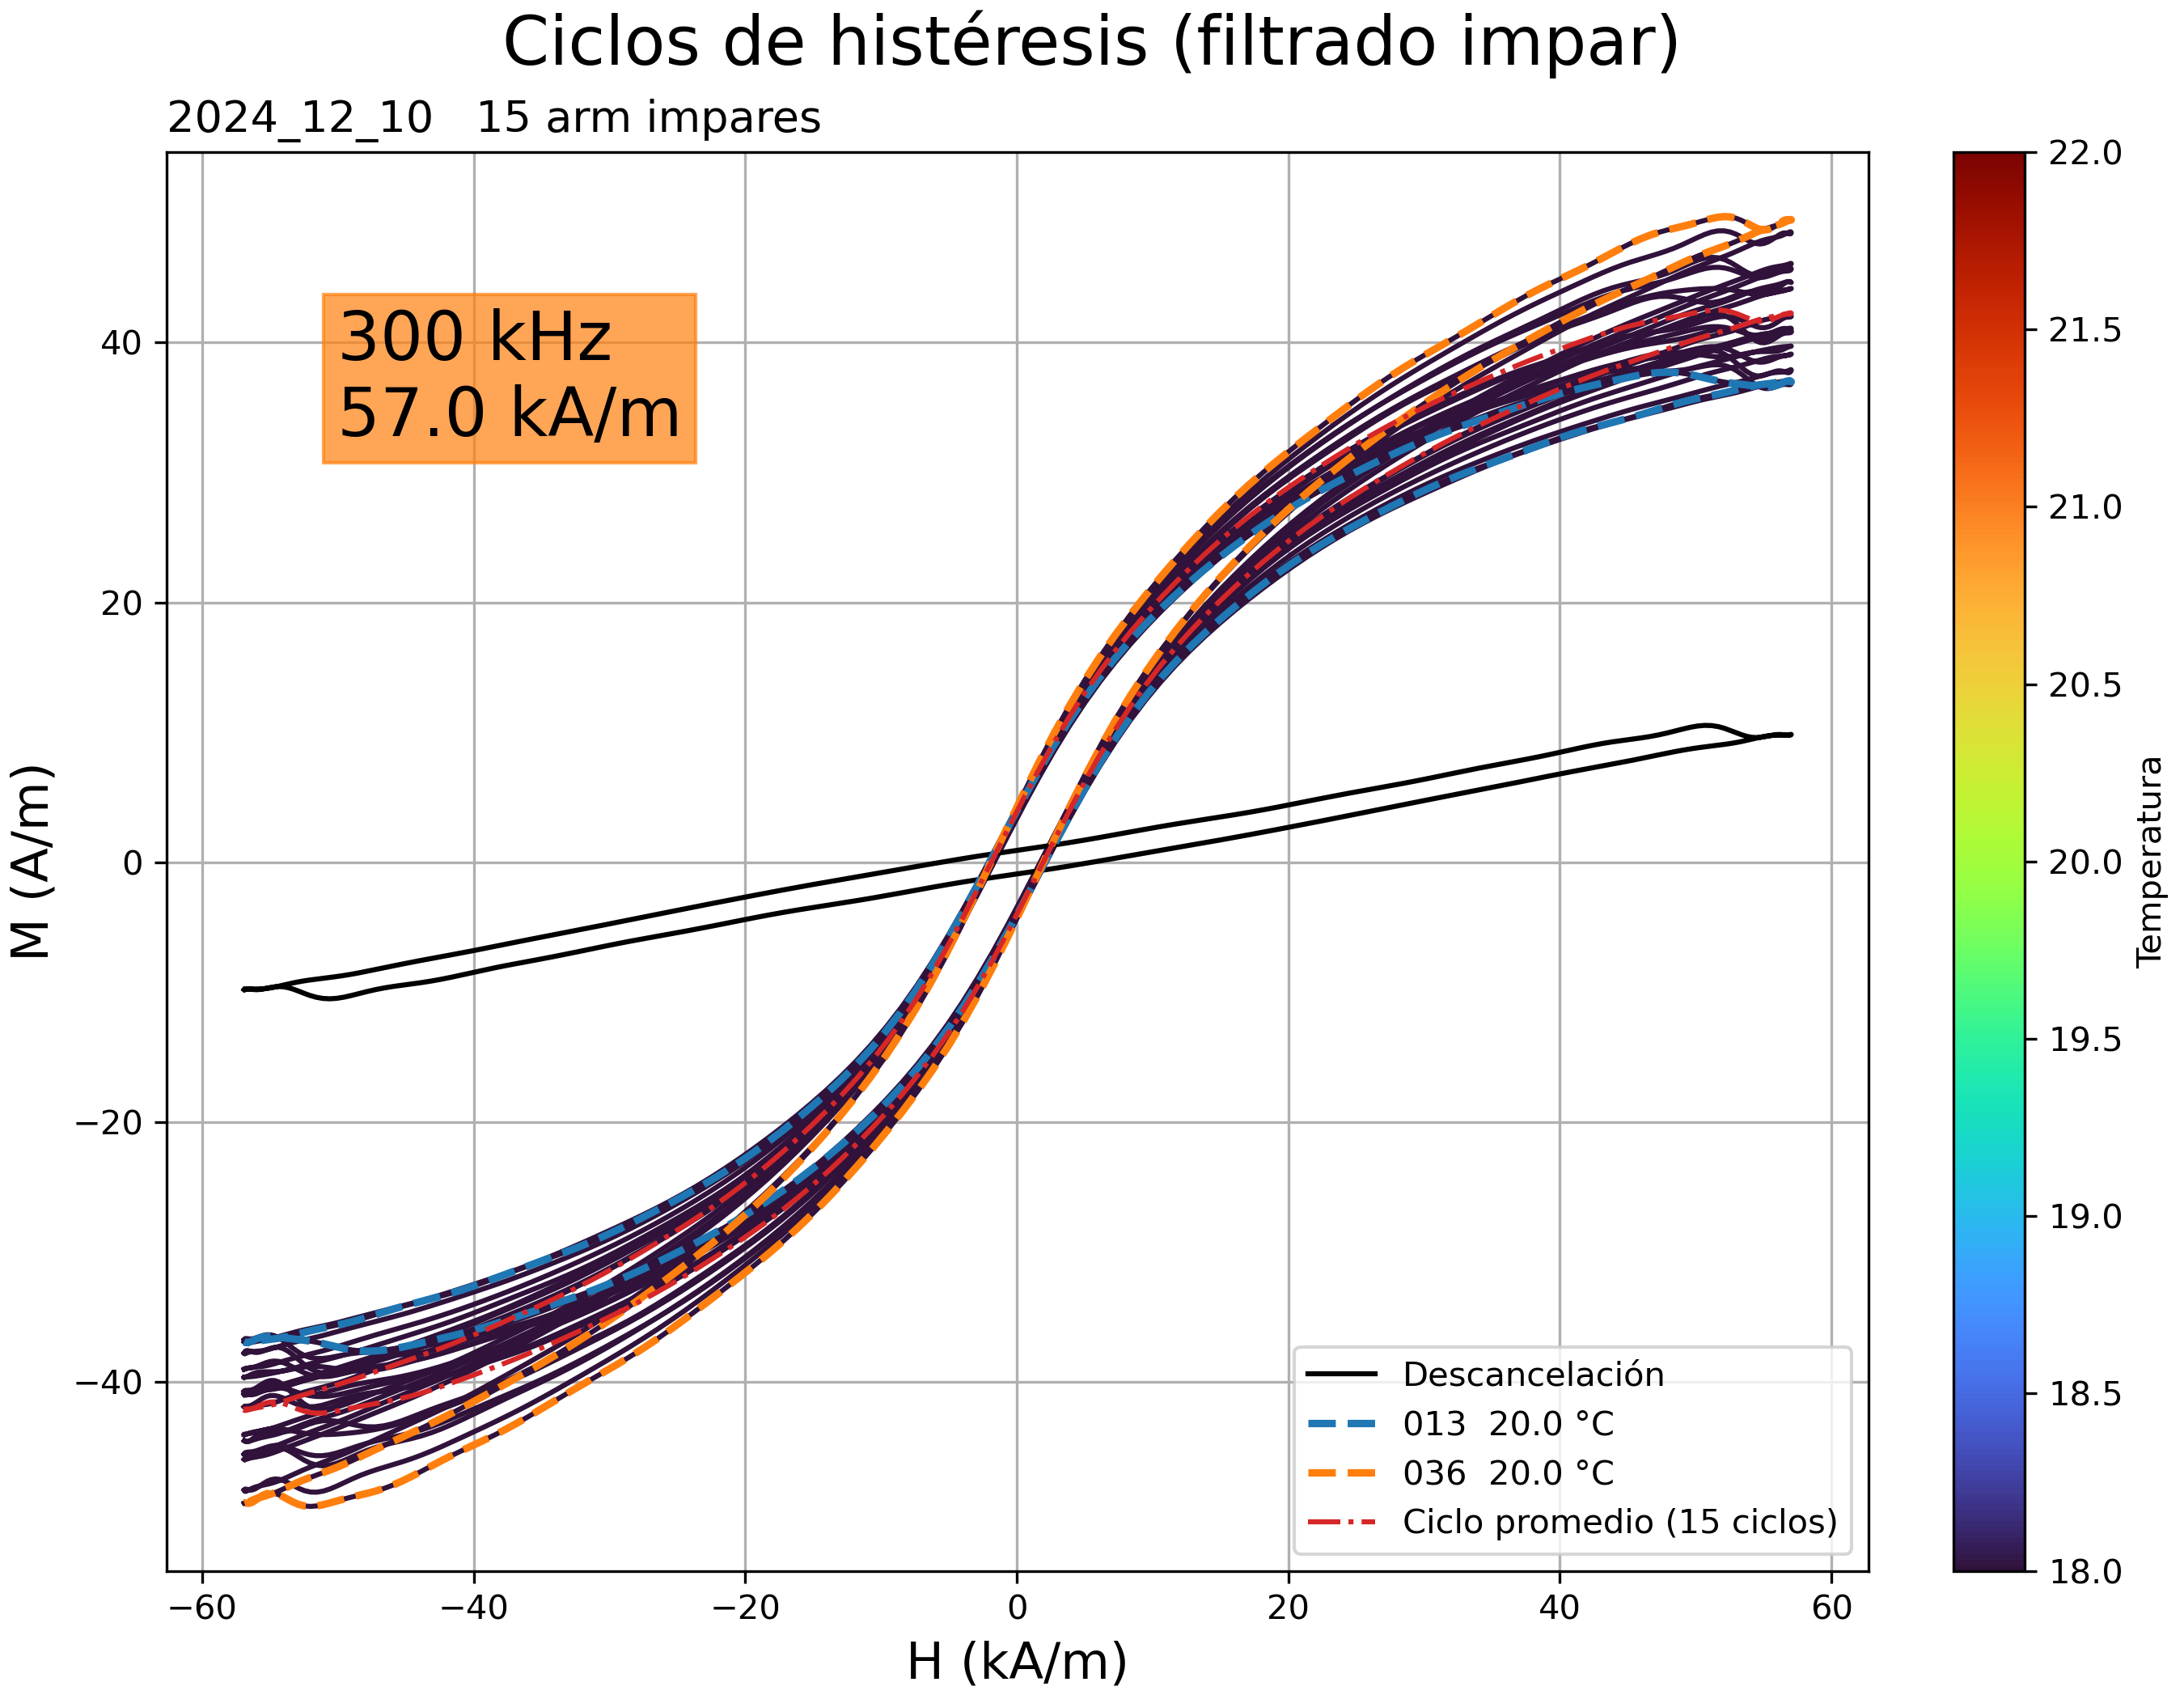 Ciclos de histéresis (filtrado impar)
2024_12_10   15 arm impares
300 kHz
57.0 kA/m
M (A/m)
40
20
0
−20
−40
−60
−40
−20
0
20
40
60
H (kA/m)
Descancelación
013  20.0 °C
036  20.0 °C
Ciclo promedio (15 ciclos)
22.0
21.5
21.0
20.5
20.0
19.5
19.0
18.5
18.0
Temperatura